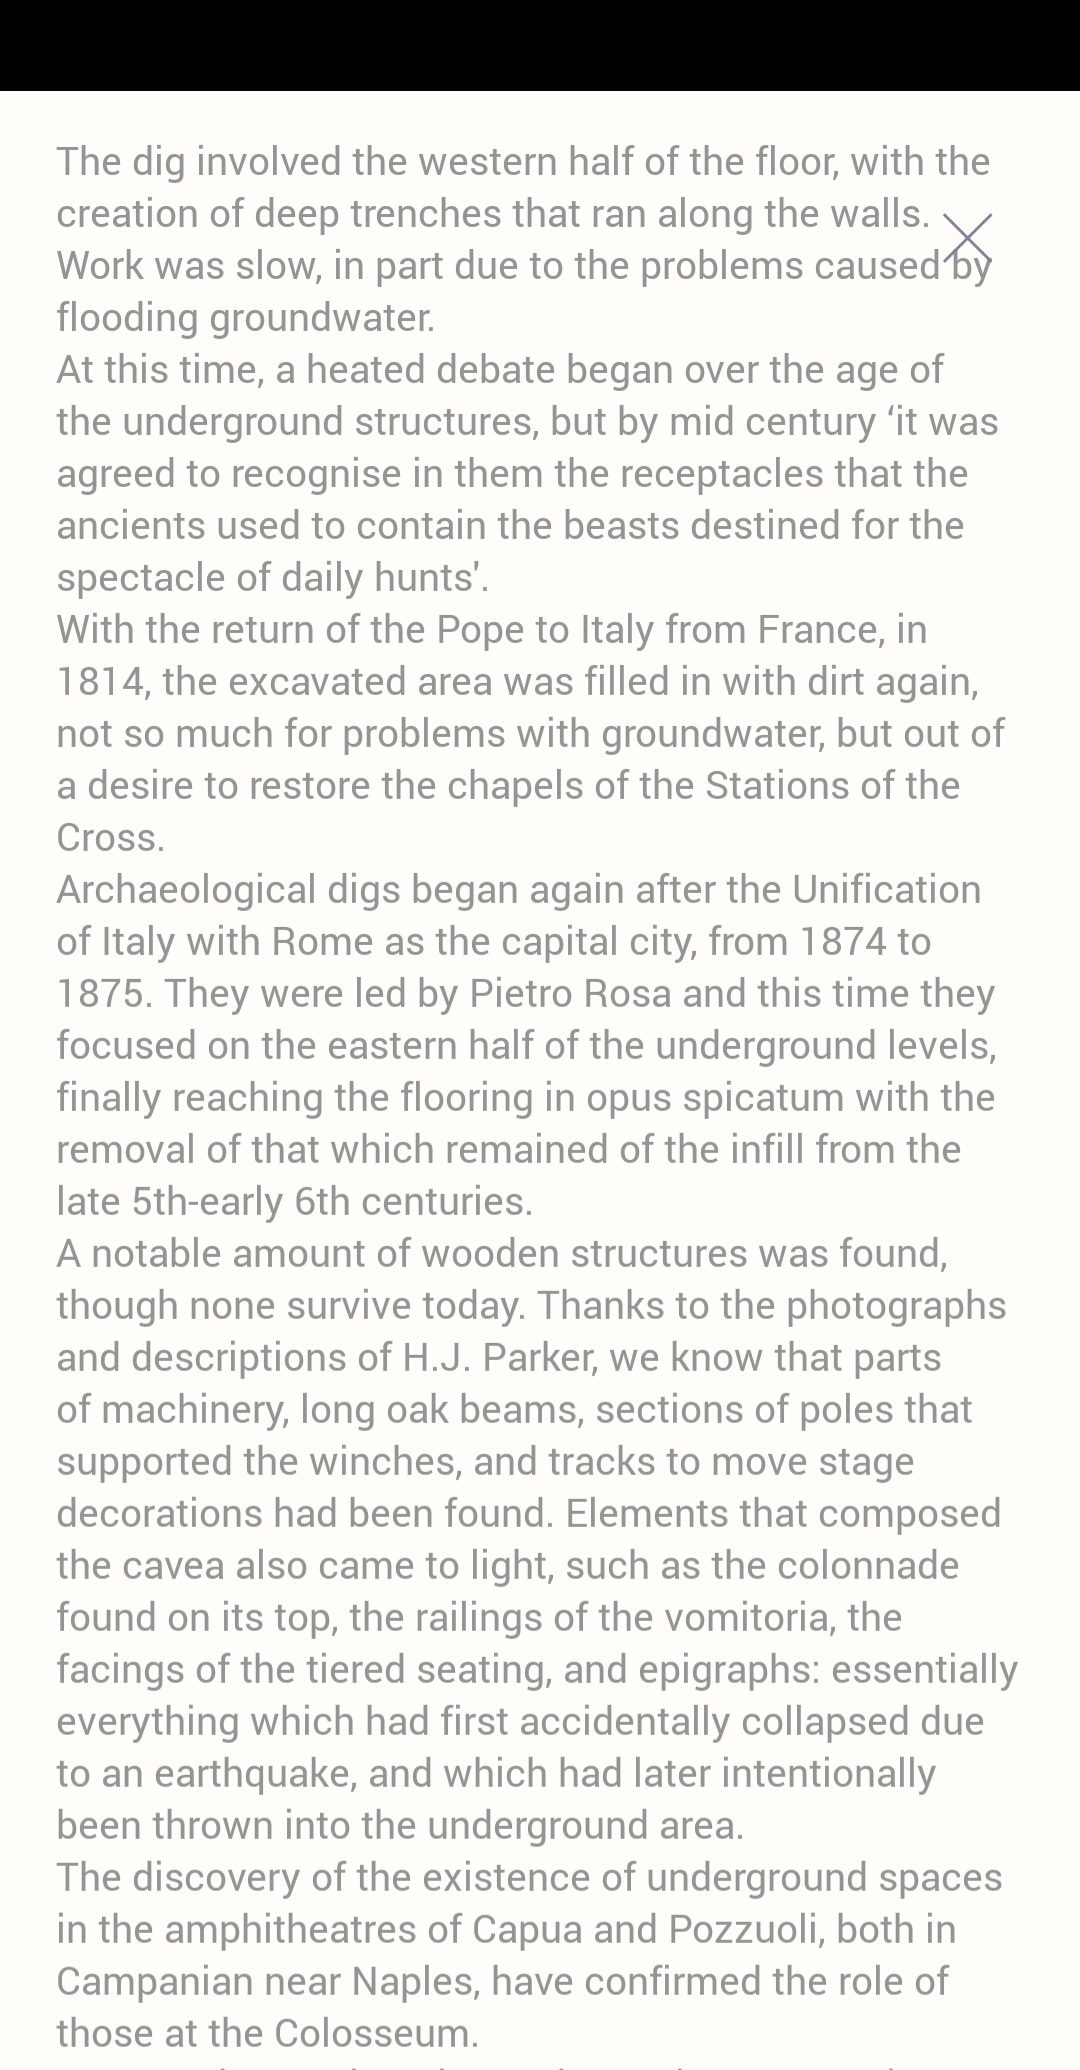 The dig involved the western half of the floor, with the
creation of deep trenches that ran along the walls.
Work was slow, in part due to the problems caused by
flooding groundwater.
At this time, a heated debate began over the age of
the underground structures, but by mid century ‘it was
agreed to recognise in them the receptacles that the
ancients used to contain the beasts destined for the
spectacle of daily hunts'.
With the return of the Pope to Italy from France, in
1814, the excavated area was filled in with dirt again,
not so much for problems with groundwater, but out of
a desire to restore the chapels of the Stations of the
Cross.
Archaeological digs began again after the Unification
of Italy with Rome as the capital city, from 1874 to
1875. They were led by Pietro Rosa and this time they
focused on the eastern half of the underground levels,
finally reaching the flooring in opus spicatum with the
removal of that which remained of the infill from the
late 5th-early 6th centuries.
A notable amount of wooden structures was found,
though none survive today. Thanks to the photographs
and descriptions of H.J. Parker, we know that parts
of machinery, long oak beams, sections of poles that
supported the winches, and tracks to move stage
decorations had been found. Elements that composed
the cavea also came to light, such as the colonnade
found on its top, the railings of the vomitoria, the
facings of the tiered seating, and epigraphs: essentially
everything which had first accidentally collapsed due
to an earthquake, and which had later intentionally
been thrown into the underground area.
The discovery of the existence of underground spaces
in the amphitheatres of Capua and Pozzuoli, both in
Campanian near Naples, have confirmed the role of
those at the Colosseum.